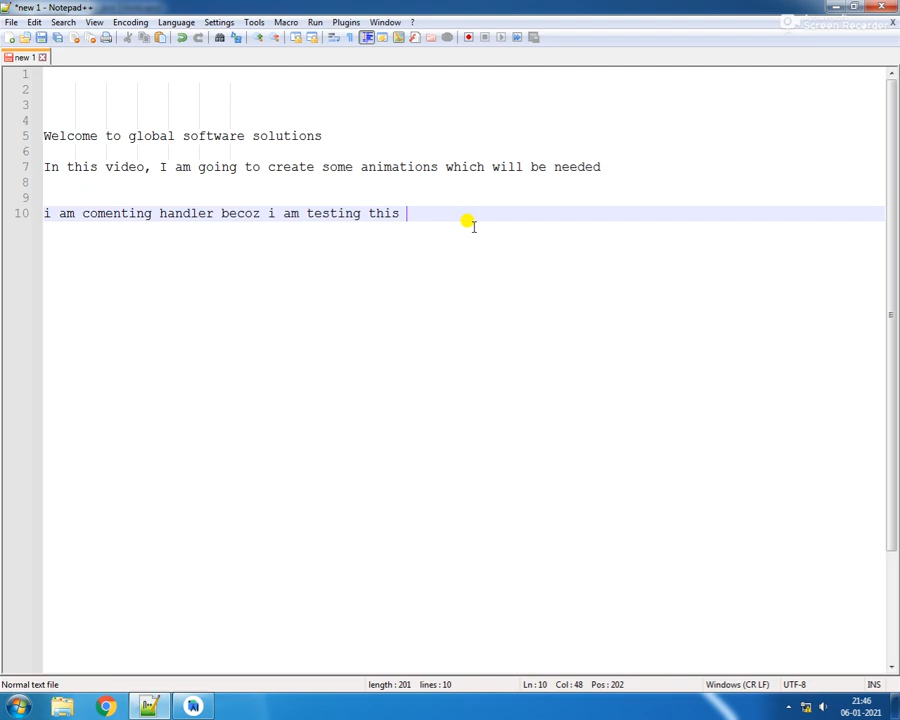 *new 1 - Notepad++
File Edit Search View Encoding Language Settings Tools Macro Run Plugins Window ? X
Screen Recorder
new 1
1
2
3
4
5 Welcome to global software solutions
6
7 In this video, I am going to create some animations which will be needed
8
9
10 i am comenting handler becoz i am testing this
Normal text file length : 201 lines : 10 Ln : 10 Col : 48 Pos : 202 Windows (CR LF) UTF-8 INS
21:46
06-01-2021